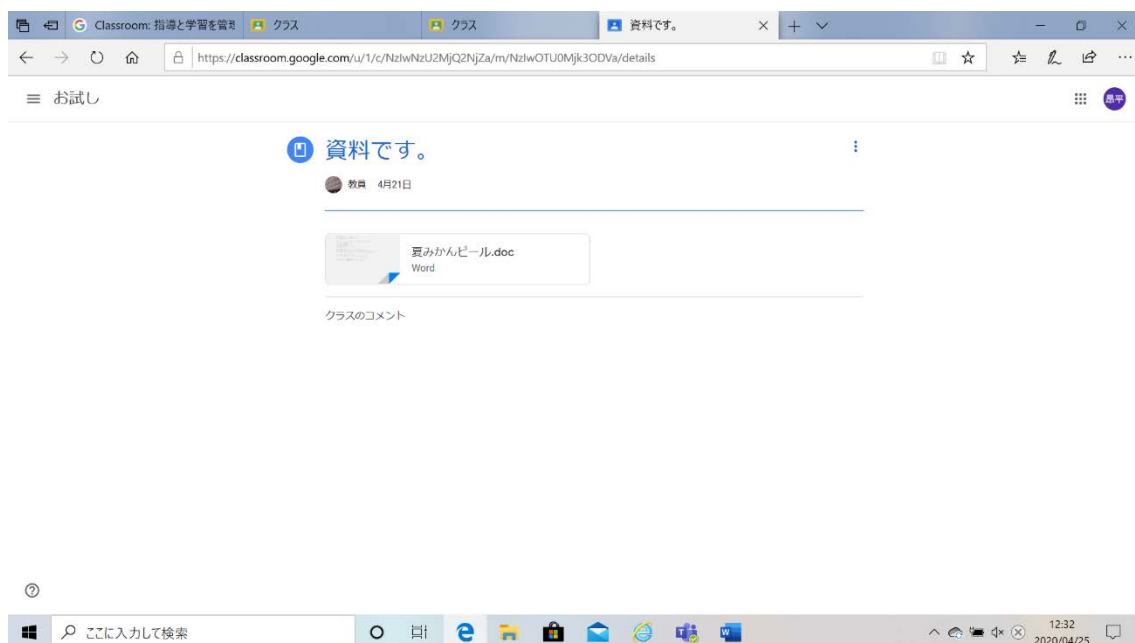 Classroom: 指導と学習を管理
クラス
クラス
資料です。
https://classroom.google.com/u/1/c/NzIwNzU2MjQ2NjZa/m/NzIwOTU0Mjk3ODVa/details
お試し
昂平
資料です。
教員 4月21日
夏みかんピール.doc
Word
クラスのコメント
ここに入力して検索
12:32
2020/04/25